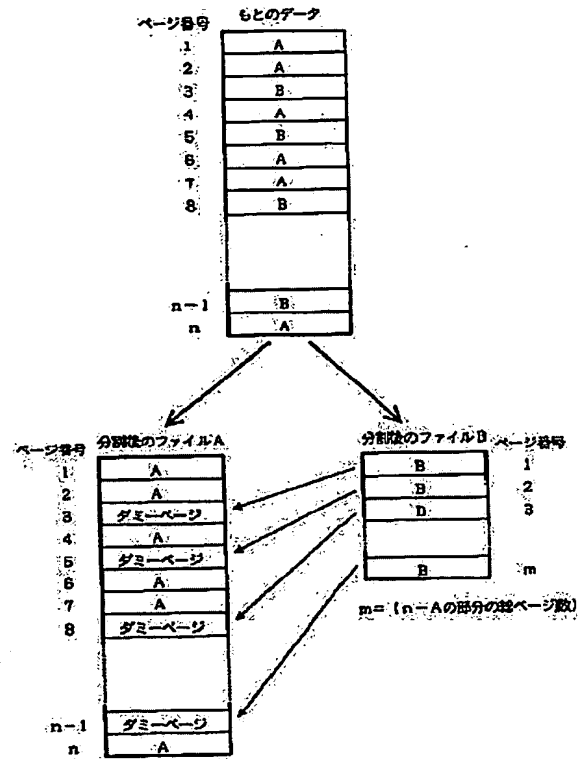 もとのデータ
ページ番号
1 A
2 A
3 B
4 A
5 B
6 A
7 A
8 B
n-1 B
n A
ページ番号 分割後のファイルA
1 A
2 A
3 ダミーページ
4 A
5 ダミーページ
6 A
7 A
8 ダミーページ
n-1 ダミーページ
n A
分割後のファイルB ページ番号
B 1
B 2
B 3
B m
m=(n-Aの部分の総ページ数)